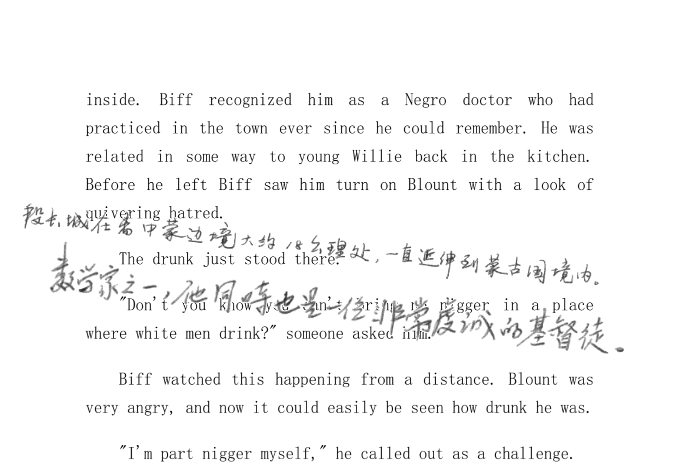 inside. Biff recognized him as a Negro doctor who had
practiced in the town ever since he could remember. He was
related in some way to young Willie back in the kitchen.
Before he left Biff saw him turn on Blount with a look of
quivering hatred.
段长城在离中蒙边境大约18公里处,一直延伸到蒙古国境内。
The drunk just stood there.
数学家之一,他同时也是一位非常虔诚的基督徒。
"Don't you know you can't bring no nigger in a place
where white men drink?" someone asked him.
Biff watched this happening from a distance. Blount was
very angry, and now it could easily be seen how drunk he was.
"I'm part nigger myself," he called out as a challenge.